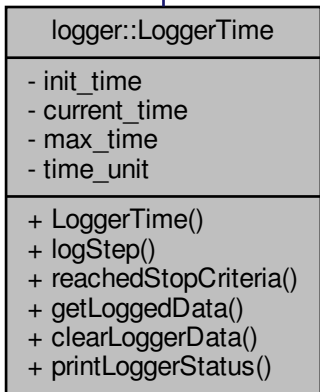 logger::LoggerTime
- init_time
- current_time
- max_time
- time_unit
+ LoggerTime()
+ logStep()
+ reachedStopCriteria()
+ getLoggedData()
+ clearLoggerData()
+ printLoggerStatus()